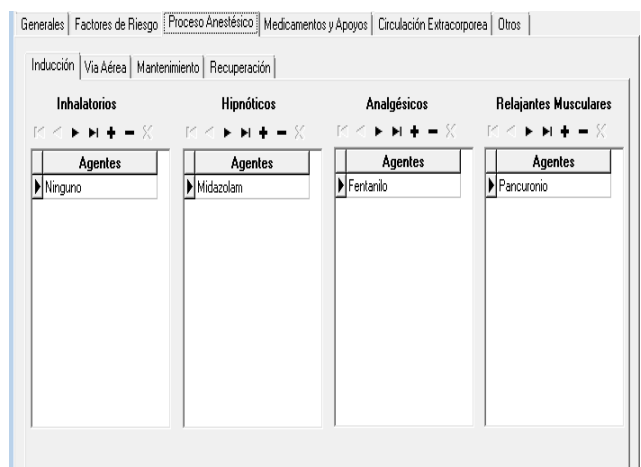 Generales Factores de Riesgo Proceso Anestésico Medicamentos y Apoyos Circulación Extracorporea Otros
Inducción Via Aérea Mantenimiento Recuperación
Inhalatorios Hipnóticos Analgésicos Relajantes Musculares
Agentes Agentes Agentes Agentes
Ninguno Midazolam Fentanilo Pancuronio